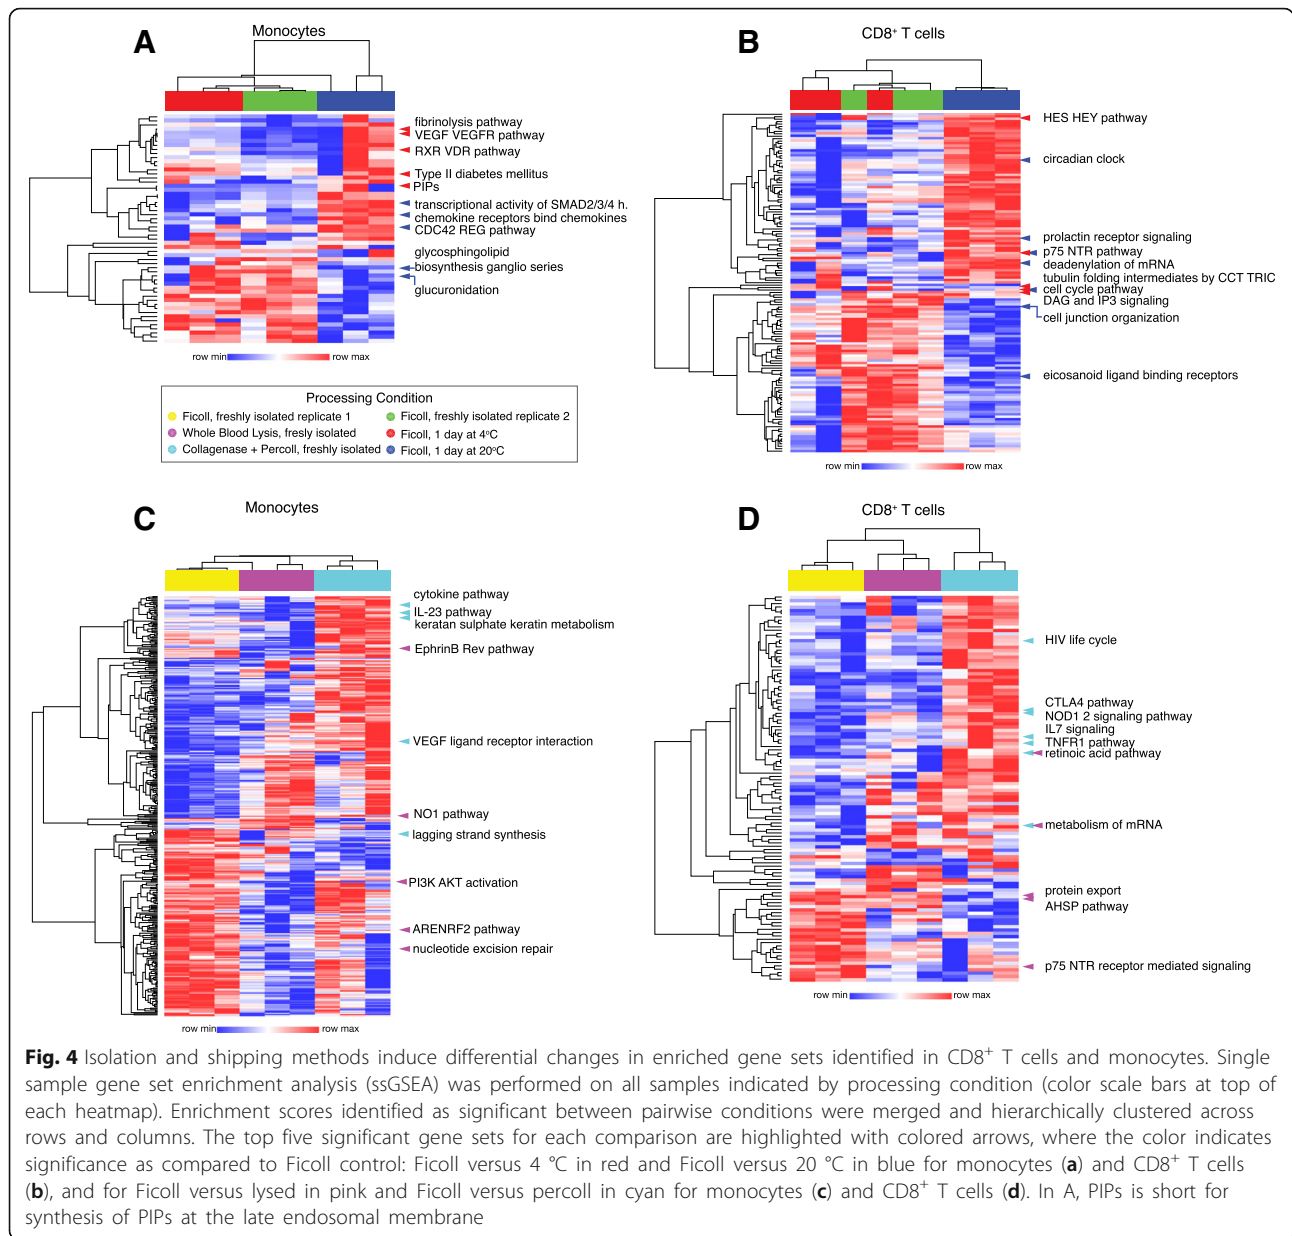 A
Monocytes
fibrinolysis pathway
VEGF VEGFR pathway
RXR VDR pathway
Type II diabetes mellitus
PIPs
transcriptional activity of SMAD2/3/4 h.
chemokine receptors bind chemokines
CDC42 REG pathway
glycosphingolipid
biosynthesis ganglio series
glucuronidation
row min
row max
Processing Condition
Ficoll, freshly isolated replicate 1
Ficoll, freshly isolated replicate 2
Whole Blood Lysis, fresly isolated
Ficoll, 1 day at 4°C
Collagenase + Percoll, freshly isolated
Ficoll, 1 day at 20°C
B
CD8+ T cells
HES HEY pathway
circadian clock
prolactin receptor signaling
p75 NTR pathway
deadenylation of mRNA
tubulin folding intermediates by CCT TRIC
cell cycle pathway
DAG and IP3 signaling
cell junction organization
eicosanoid ligand binding receptors
row min
row max
C
Monocytes
cytokine pathway
IL-23 pathway
keratan sulphate keratin metabolism
EphrinB Rev pathway
VEGF ligand receptor interaction
NO1 pathway
lagging strand synthesis
PI3K AKT activation
ARENRF2 pathway
nucleotide excision repair
row min
row max
D
CD8+ T cells
HIV life cycle
CTLA4 pathway
NOD1 2 signaling pathway
IL7 signaling
TNFR1 pathway
retinoic acid pathway
metabolism of mRNA
protein export
AHSP pathway
p75 NTR receptor mediated signaling
row min
row max
Fig. 4 Isolation and shipping methods induce differential changes in enriched gene sets identified in CD8+ T cells and monocytes. Single
sample gene set enrichment analysis (ssGSEA) was performed on all samples indicated by processing condition (color scale bars at top of
each heatmap). Enrichment scores identified as significant between pairwise conditions were merged and hierarchically clustered across
rows and columns. The top five significant gene sets for each comparison are highlighted with colored arrows, where the color indicates
significance as compared to Ficoll control: Ficoll versus 4 °C in red and Ficoll versus 20 °C in blue for monocytes (a) and CD8+ T cells
(b), and for Ficoll versus lysed in pink and Ficoll versus percoll in cyan for monocytes (c) and CD8+ T cells (d). In A, PIPs is short for
synthesis of PIPs at the late endosomal membrane